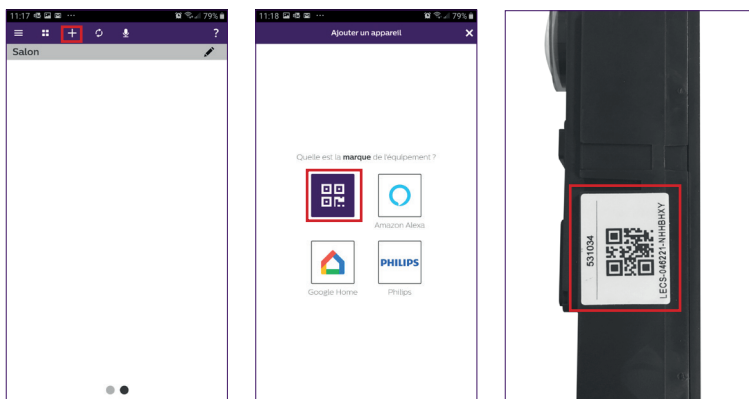 11:17
79%
?
Salon
11:18
79%
Ajouter un appareil
Quelle est la marque de l'équipement ?
Amazon Alexa
PHILIPS
Google Home
Philips
531034
LECS-046221-NHHBHXY